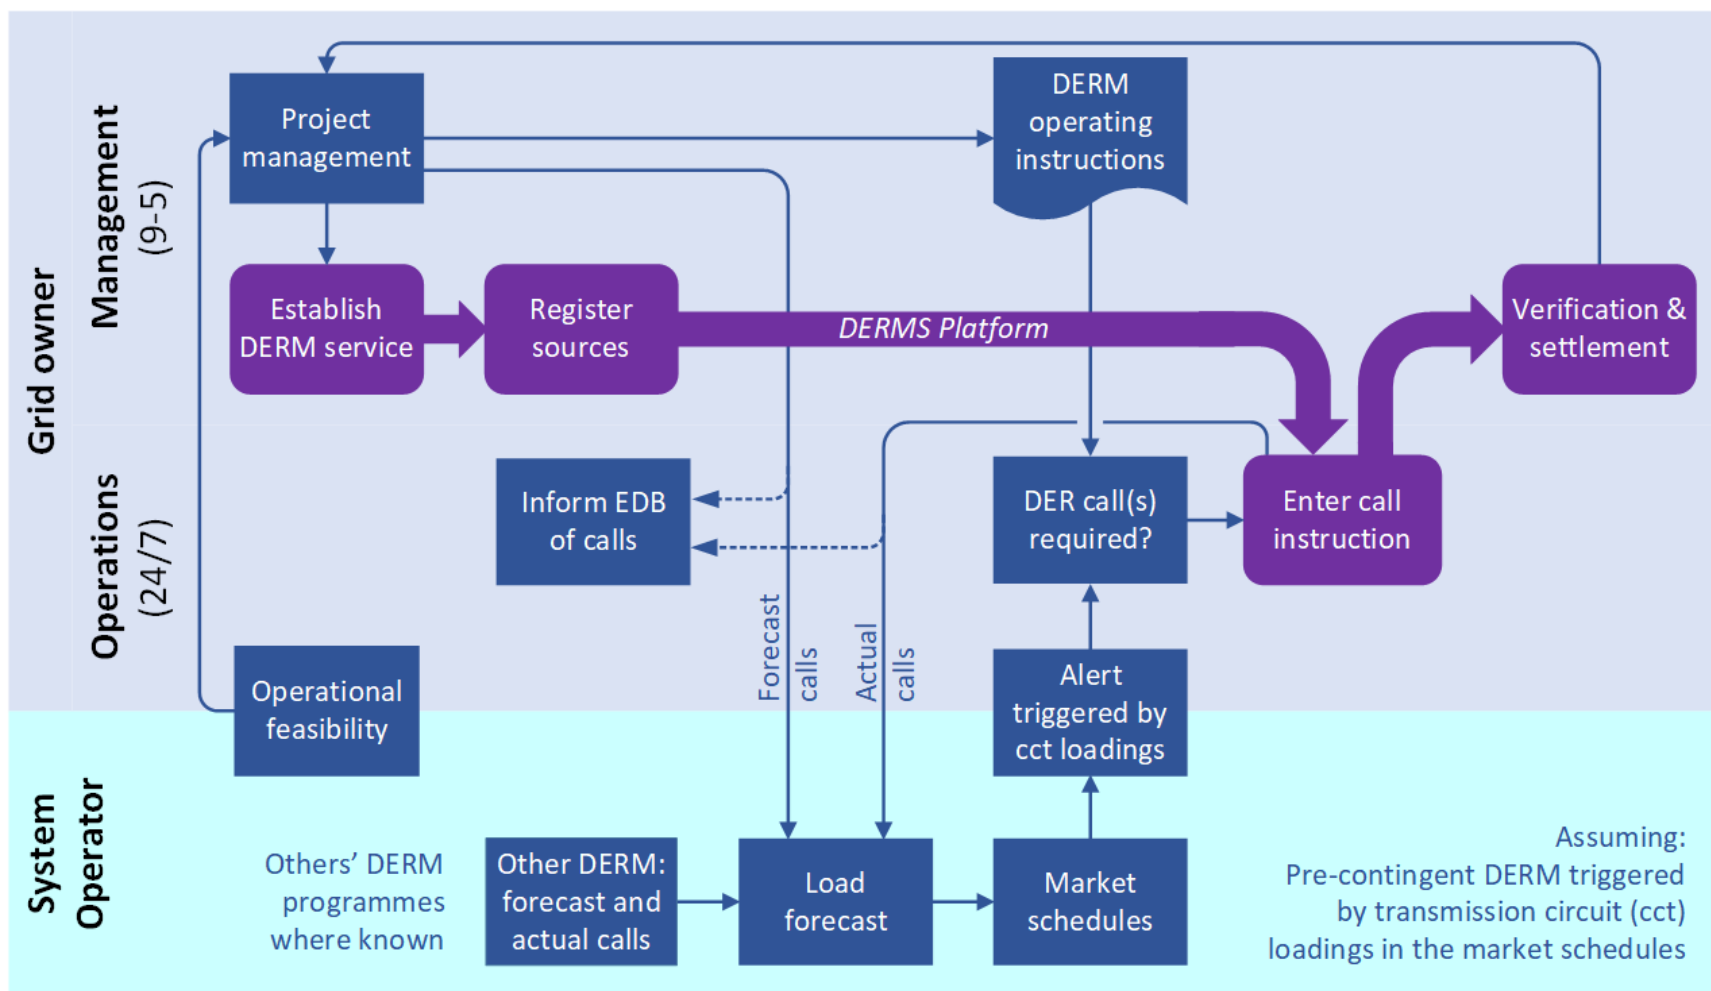 Grid owner
Management
(9-5)
Operations
(24/7)
System
Operator
Project
management
DERM
operating
instructions
Establish
DERM service
Register
sources
DERMS Platform
Verification &
settlement
Inform EDB
of calls
DER call(s)
required?
Enter call
instruction
Forecast
calls
Actual
calls
Operational
feasibility
Alert
triggered by
cct loadings
Others’ DERM
programmes
where known
Other DERM:
forecast and
actual calls
Load
forecast
Market
schedules
Assuming:
Pre-contingent DERM triggered
by transmission circuit (cct)
loadings in the market schedules